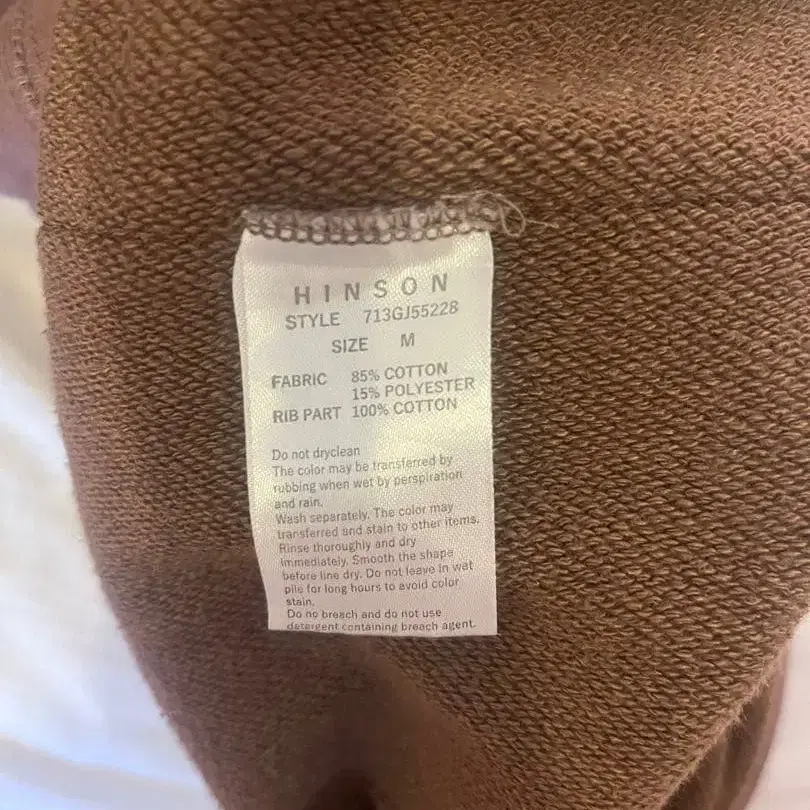 HINSON
STYLE 713GJ55228
SIZE M
FABRIC 85% COTTON
15% POLYESTER
RIB PART 100% COTTON
Do not dryclean
The color may be transferred by
rubbing when wet by perspiration
and rain.
Wash separately. The color may
transferred and stain to other items.
Rinse thoroughly and dry
immediately. Smooth the shape
before line dry. Do not leave in wat
pile for long hours to avoid color
stain.
Do no breach and do not use
detergent containing breach agent.